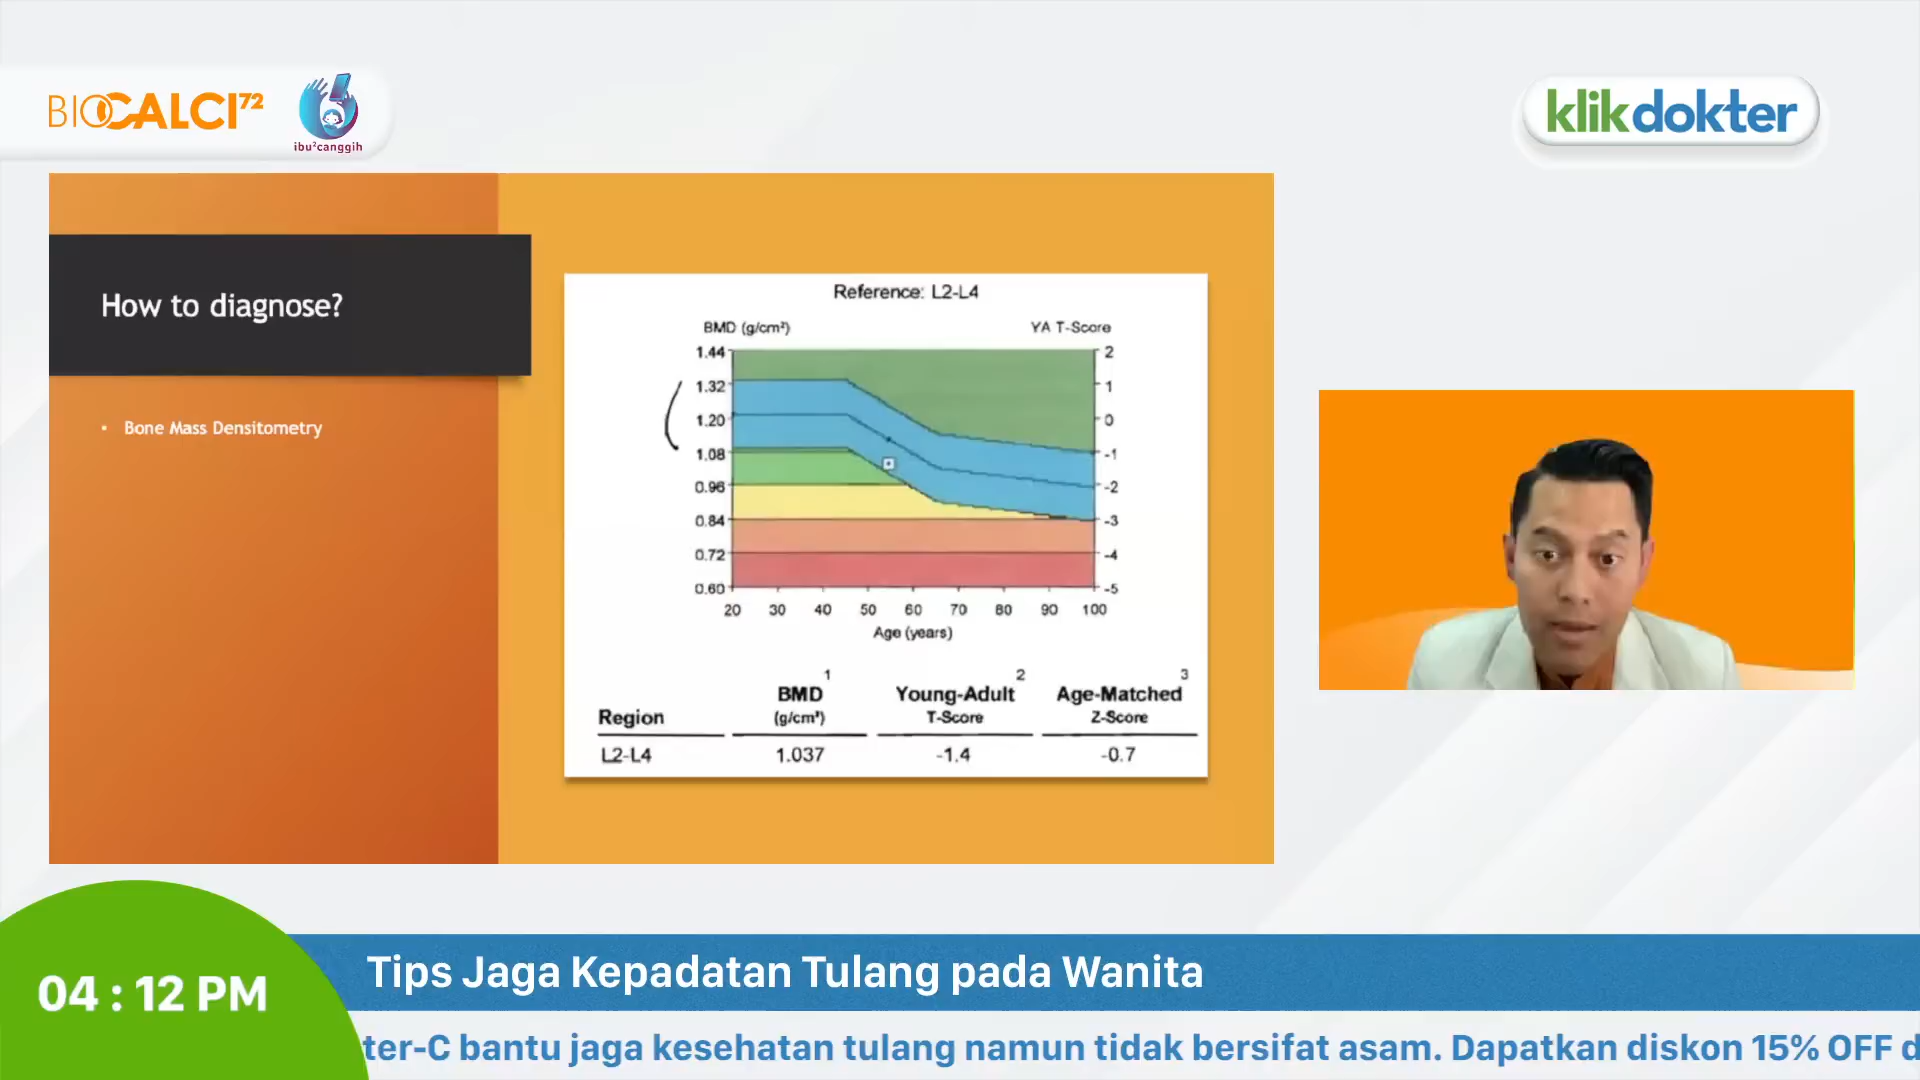 BIOCALCI72
ibu²canggih
klikdokter
How to diagnose?
• Bone Mass Densitometry
Reference: L2-L4
BMD (g/cm²)
YA T-Score
1.44
1.32
1.20
1.08
0.96
0.84
0.72
0.60
2
1
0
-1
-2
-3
-4
-5
20 30 40 50 60 70 80 90 100
Age (years)
1 2 3
BMD Young-Adult Age-Matched
Region (g/cm²) T-Score Z-Score
L2-L4 1.037 -1.4 -0.7
04 : 12 PM
Tips Jaga Kepadatan Tulang pada Wanita
ter-C bantu jaga kesehatan tulang namun tidak bersifat asam. Dapatkan diskon 15% OFF d